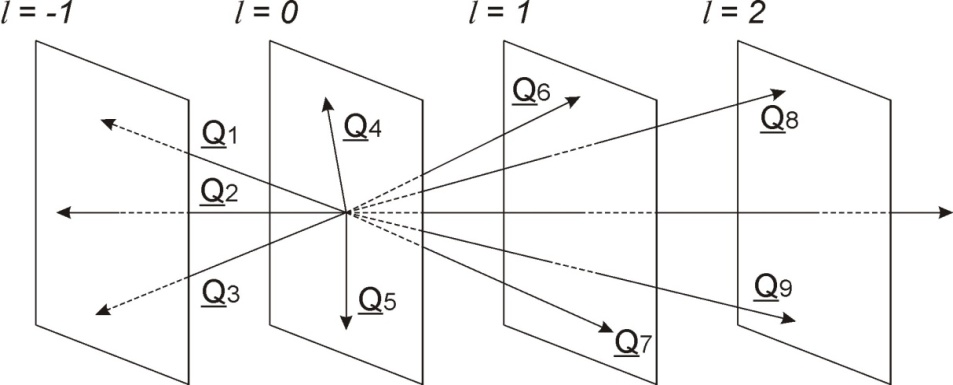 l = -1
l = 0
l = 1
l = 2
Q6
Q1
Q4
Q8
Q2
Q3
Q5
Q9
Q7